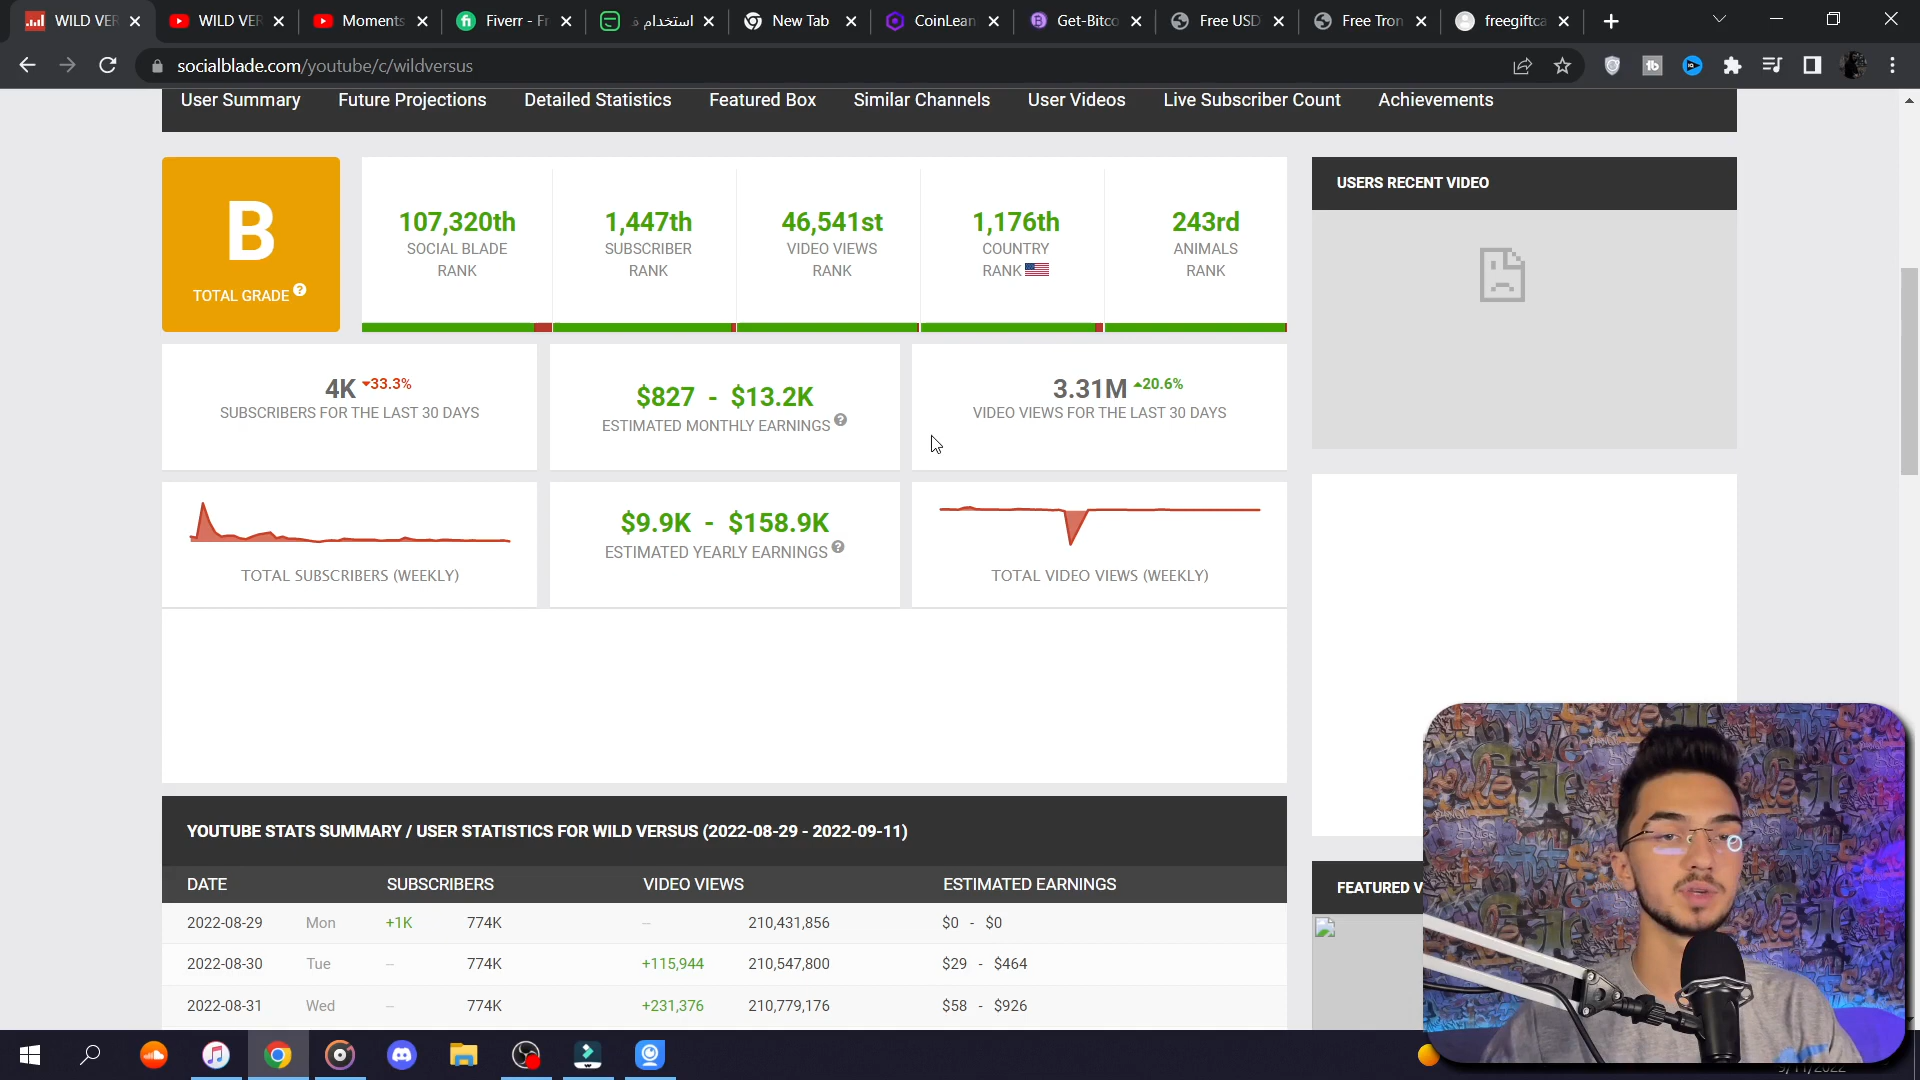 WILD VER
WILD VER
Moments
Fiverr - Fr
استخدام ة
New Tab
CoinLean
Get-Bitco
Free USD
Free Tron
freegiftca
socialblade.com/youtube/c/wildversus
User Summary
Future Projections
Detailed Statistics
Featured Box
Similar Channels
User Videos
Live Subscriber Count
Achievements
B
TOTAL GRADE ?
107,320th
SOCIAL BLADE
RANK
1,447th
SUBSCRIBER
RANK
46,541st
VIDEO VIEWS
RANK
1,176th
COUNTRY
RANK
243rd
ANIMALS
RANK
USERS RECENT VIDEO
4K 33.3%
SUBSCRIBERS FOR THE LAST 30 DAYS
$827 - $13.2K
ESTIMATED MONTHLY EARNINGS ?
3.31M 20.6%
VIDEO VIEWS FOR THE LAST 30 DAYS
TOTAL SUBSCRIBERS (WEEKLY)
$9.9K - $158.9K
ESTIMATED YEARLY EARNINGS ?
TOTAL VIDEO VIEWS (WEEKLY)
YOUTUBE STATS SUMMARY / USER STATISTICS FOR WILD VERSUS (2022-08-29 - 2022-09-11)
DATE SUBSCRIBERS VIDEO VIEWS ESTIMATED EARNINGS
2022-08-29 Mon +1K 774K -- 210,431,856 $0 - $0
2022-08-30 Tue -- 774K +115,944 210,547,800 $29 - $464
2022-08-31 Wed -- 774K +231,376 210,779,176 $58 - $926
FEATURED V
9/11/2022